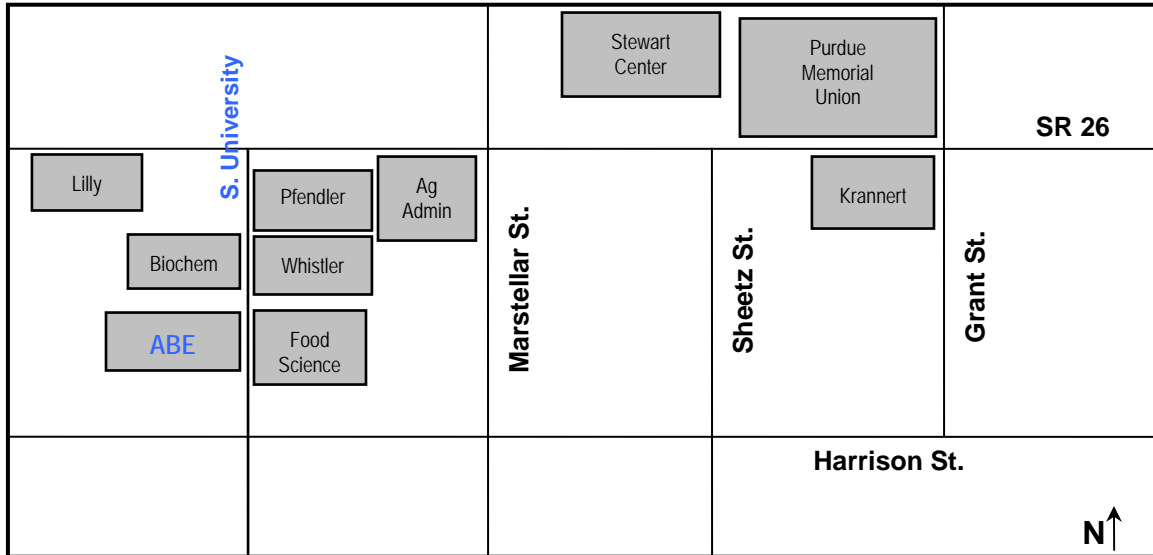 Stewart
Center
Purdue
Memorial
Union
S. University
SR 26
Lilly
Pfendler
Ag
Admin
Krannert
Biochem
Whistler
Marstellar St.
Sheetz St.
Grant St.
ABE
Food
Science
Harrison St.
N